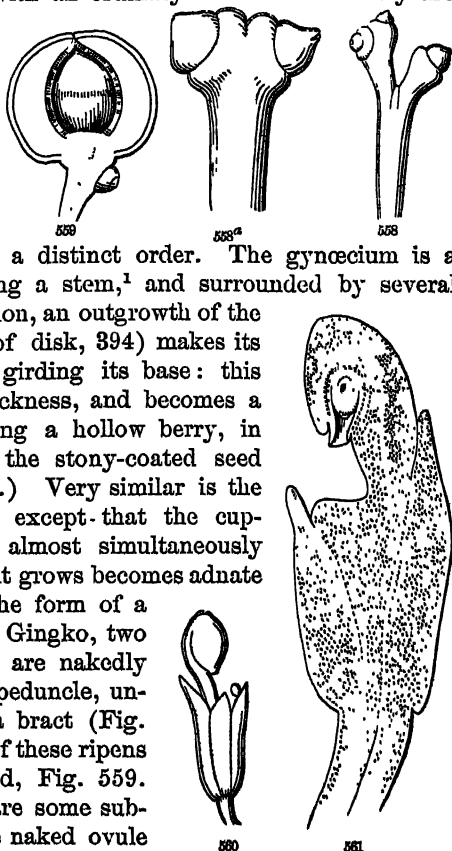 559
558a
558
a distinct order. The gynœcium is a
ng a stem,¹ and surrounded by several
ion, an outgrowth of the
of disk, 394) makes its
girding its base: this
ckness, and becomes a
ng a hollow berry, in
the stony-coated seed
.) Very similar is the
except that the cup-
almost simultaneously
it grows becomes adnate
he form of a
Gingko, two
are nakedly
peduncle, un-
a bract (Fig.
f these ripens
d, Fig. 559.
are some sub-
naked ovule
560
561